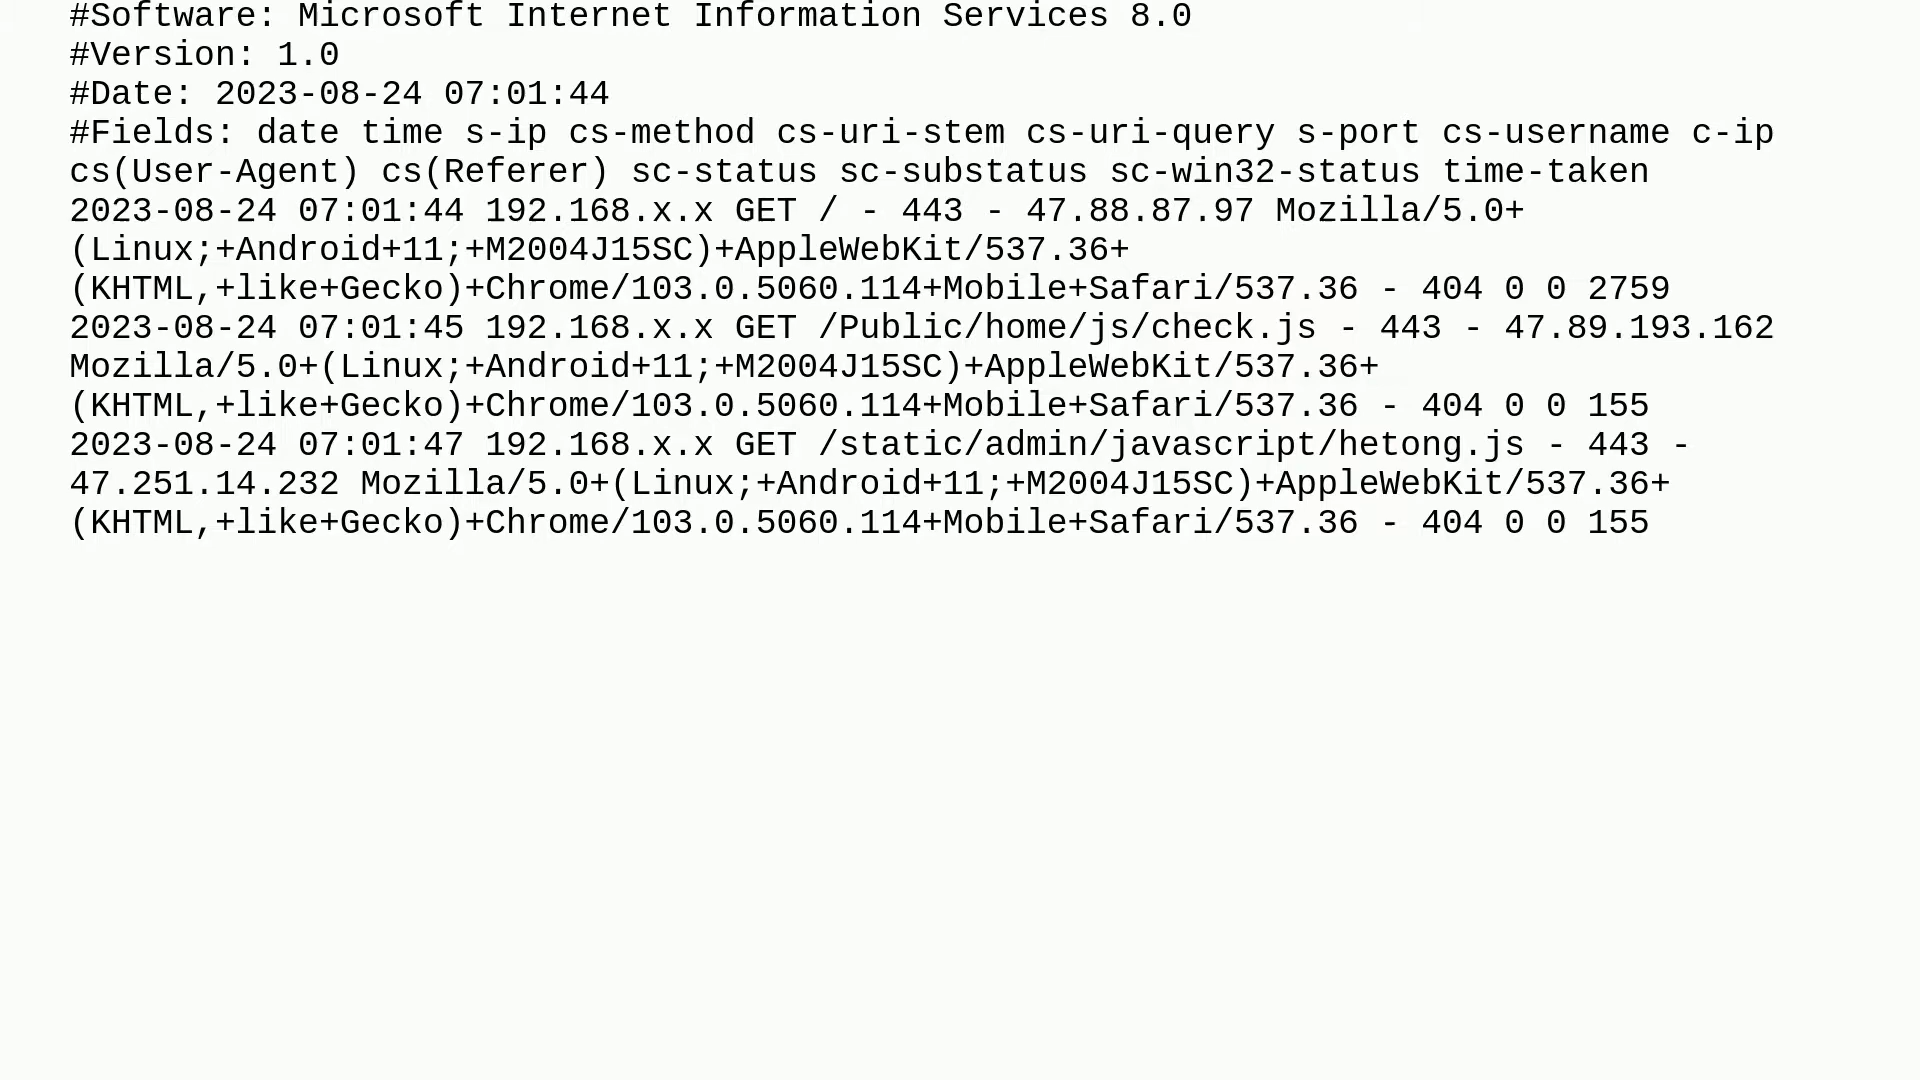 #Software: Microsoft Internet Information Services 8.0
#Version: 1.0
#Date: 2023-08-24 07:01:44
#Fields: date time s-ip cs-method cs-uri-stem cs-uri-query s-port cs-username c-ip
cs(User-Agent) cs(Referer) sc-status sc-substatus sc-win32-status time-taken
2023-08-24 07:01:44 192.168.x.x GET / - 443 - 47.88.87.97 Mozilla/5.0+
(Linux;+Android+11;+M2004J15SC)+AppleWebKit/537.36+
(KHTML,+like+Gecko)+Chrome/103.0.5060.114+Mobile+Safari/537.36 - 404 0 0 2759
2023-08-24 07:01:45 192.168.x.x GET /Public/home/js/check.js - 443 - 47.89.193.162
Mozilla/5.0+(Linux;+Android+11;+M2004J15SC)+AppleWebKit/537.36+
(KHTML,+like+Gecko)+Chrome/103.0.5060.114+Mobile+Safari/537.36 - 404 0 0 155
2023-08-24 07:01:47 192.168.x.x GET /static/admin/javascript/hetong.js - 443 -
47.251.14.232 Mozilla/5.0+(Linux;+Android+11;+M2004J15SC)+AppleWebKit/537.36+
(KHTML,+like+Gecko)+Chrome/103.0.5060.114+Mobile+Safari/537.36 - 404 0 0 155